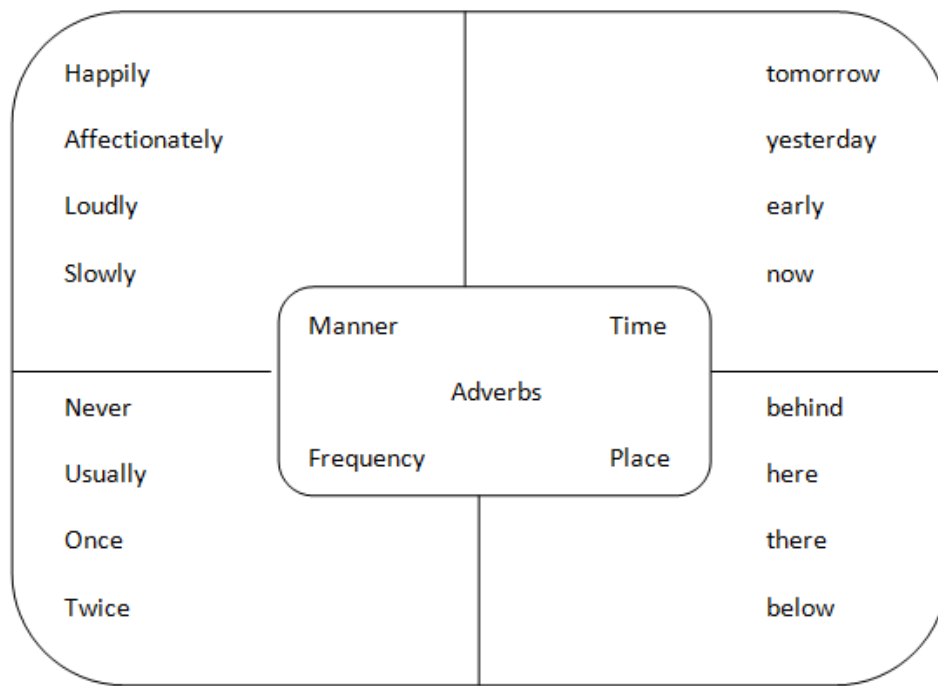 Happily
Affectionately
Loudly
Slowly
tomorrow
yesterday
early
now
Manner
Time
Adverbs
Frequency
Place
Never
Usually
Once
Twice
behind
here
there
below